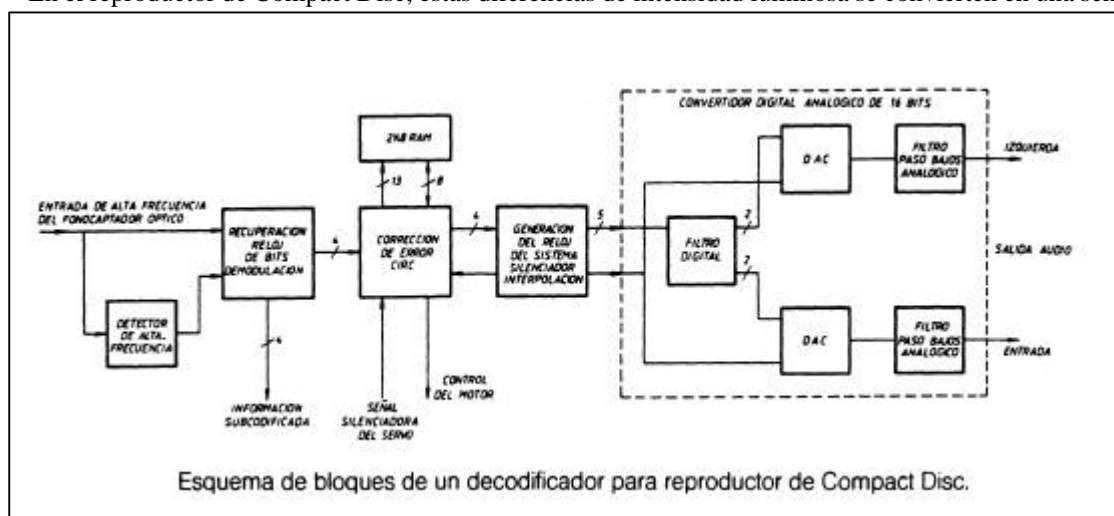 En el reproductor de Compact Disc, estas diferencias de intensidad luminosa se convierten en una
CONVERTIDOR DIGITAL ANALOGICO DE 16 BITS
2K8 RAM
13
8
DAC
FILTRO
PASO BAJOS
ANALOGICO
IZQUIERDA
ENTRADA DE ALTA FRECUENCIA
DEL FONOCAPTADOR OPTICO
RECUPERACION
RELOJ
DE BITS
DEMODULACION
4
CORRECCION
DE ERROR
CIRC
4
GENERACION
DEL RELOJ
DEL SISTEMA
SILENCIADOR
INTERPOLACION
5
FILTRO
DIGITAL
2
2
SALIDA AUDIO
DETECTOR
DE ALTA
FRECUENCIA
4
DAC
FILTRO
PASO BAJOS
ANALOGICO
ENTRADA
INFORMACION
SUBCODIFICADA
SEÑAL
SILENCIADORA
DEL SERVO
CONTROL
DEL MOTOR
Esquema de bloques de un decodificador para reproductor de Compact Disc.